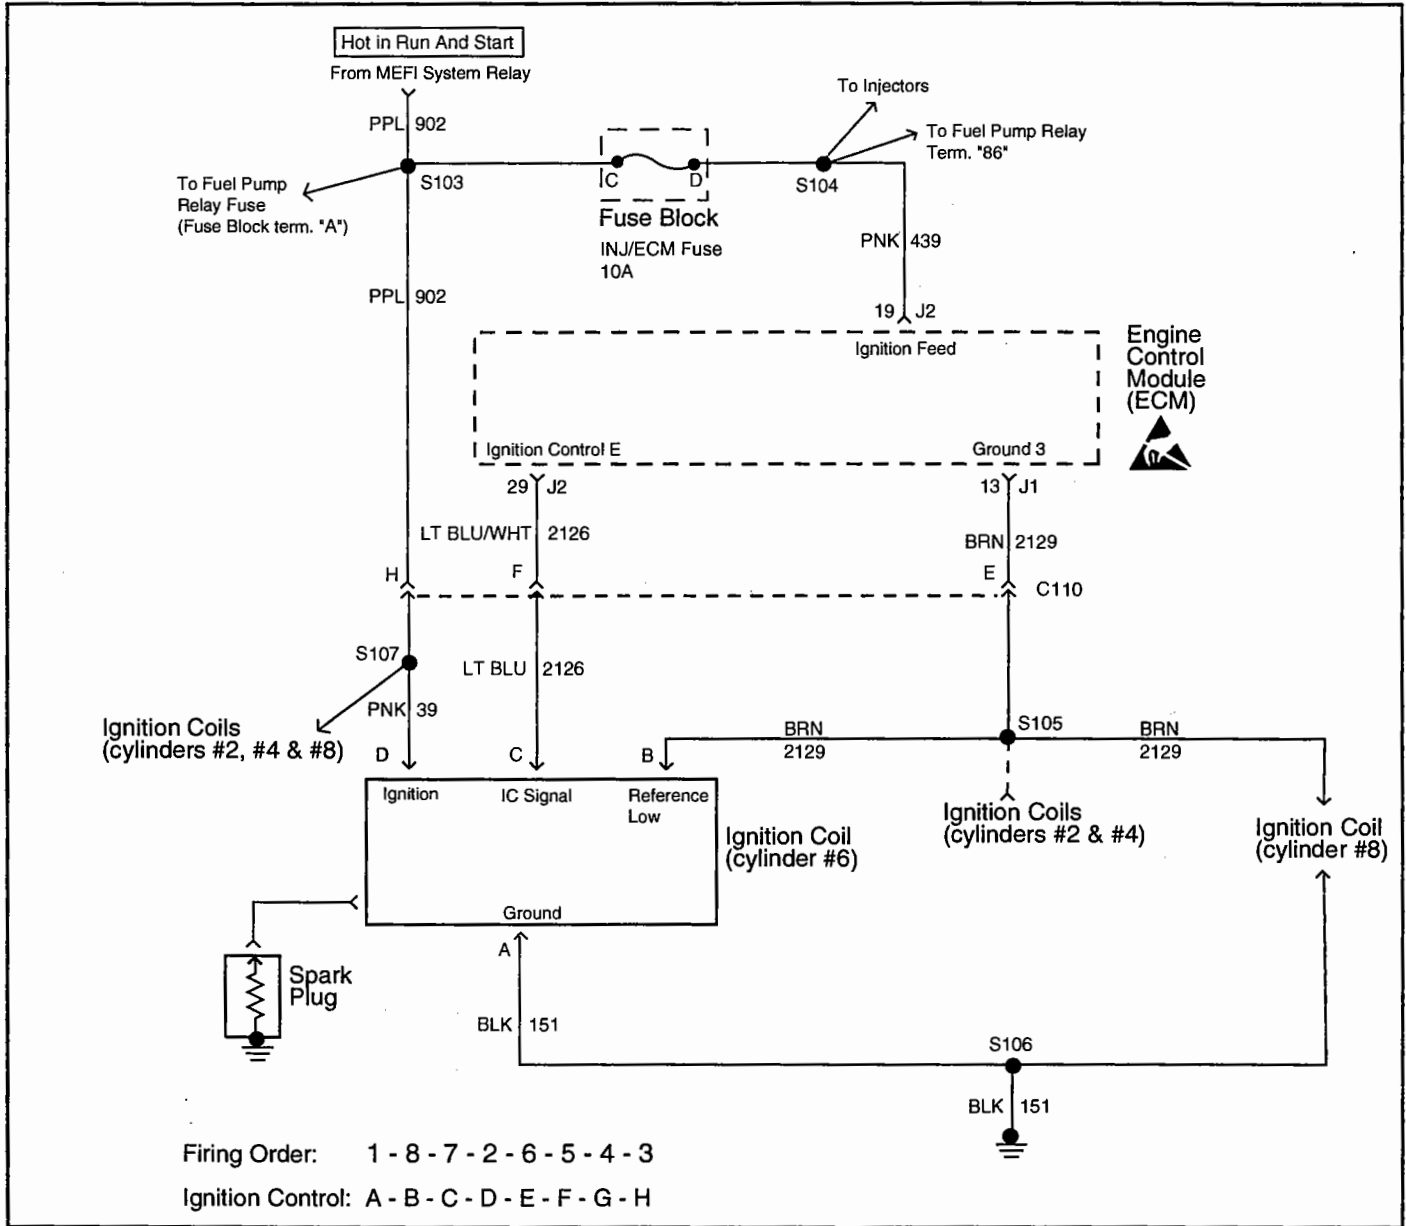 Hot in Run And Start
From MEFI System Relay
PPL 902
To Injectors
To Fuel Pump Relay
Term. "86"
To Fuel Pump
Relay Fuse
(Fuse Block term. "A")
S103
C
D
S104
Fuse Block
INJ/ECM Fuse
10A
PNK 439
PPL 902
19 J2
Ignition Feed
Engine
Control
Module
(ECM)
Ignition Control E
Ground 3
29 J2
13 J1
LT BLU/WHT 2126
BRN 2129
H
F
E
C110
S107
LT BLU 2126
PNK 39
Ignition Coils
(cylinders #2, #4 & #8)
D
C
B
BRN
2129
S105
BRN
2129
Ignition
IC Signal
Reference
Low
Ignition Coil
(cylinder #6)
Ignition Coils
(cylinders #2 & #4)
Ignition Coil
(cylinder #8)
Ground
A
Spark
Plug
BLK 151
S106
BLK 151
Firing Order: 1 - 8 - 7 - 2 - 6 - 5 - 4 - 3
Ignition Control: A - B - C - D - E - F - G - H